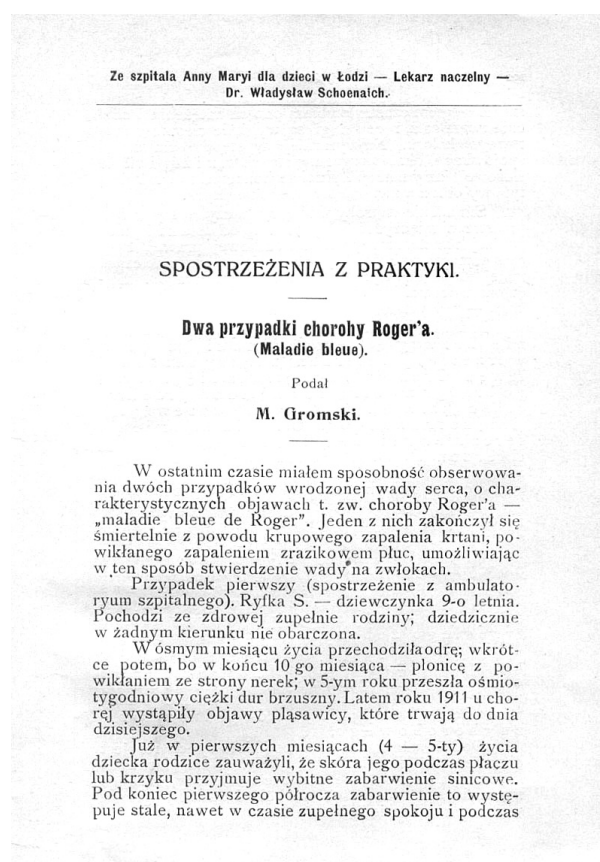 Ze szpitala Anny Maryi dla dzieci w Łodzi — Lekarz naczelny —
Dr. Władysław Schoenaich.
SPOSTRZEŻENIA Z PRAKTYKI.
Dwa przypadki chorohy Roger'a.
(Maladie bleue).
Podał
M. Gromski.
W ostatnim czasie miałem sposobność obserwowa-
nia dwóch przypadków wrodzonej wady serca, o cha-
rakterystycznych objawach t. zw. choroby Roger'a —
„maladie bleue de Roger”. Jeden z nich zakończył się
śmiertelnie z powodu krupowego zapalenia krtani, po-
wikłanego zapaleniem zrazikowem płuc, umożliwiając
w ten sposób stwierdzenie wady na zwłokach.
Przypadek pierwszy (spostrzeżenie z ambulato-
ryum szpitalnego). Ryfka S. — dziewczynka 9-o letnia.
Pochodzi ze zdrowej zupełnie rodziny; dziedzicznie
w żadnym kierunku nie obarczona.
W ósmym miesiącu życia przechodziła odrę; wkrót-
ce potem, bo w końcu 10 go miesiąca — płonicę z po-
wikłaniem ze strony nerek; w 5-ym roku przeszła ośmio-
tygodniowy ciężki dur brzuszny. Latem roku 1911 u cho-
rej wystąpiły objawy pląsawicy, które trwają do dnia
dzisiejszego.
Już w pierwszych miesiącach (4 — 5-ty) życia
dziecka rodzice zauważyli, że skóra jego podczas płaczu
lub krzyku przyjmuje wybitne zabarwienie sinicowe.
Pod koniec pierwszego półrocza zabarwienie to wystę-
puje stale, nawet w czasie zupełnego spokoju i podczas